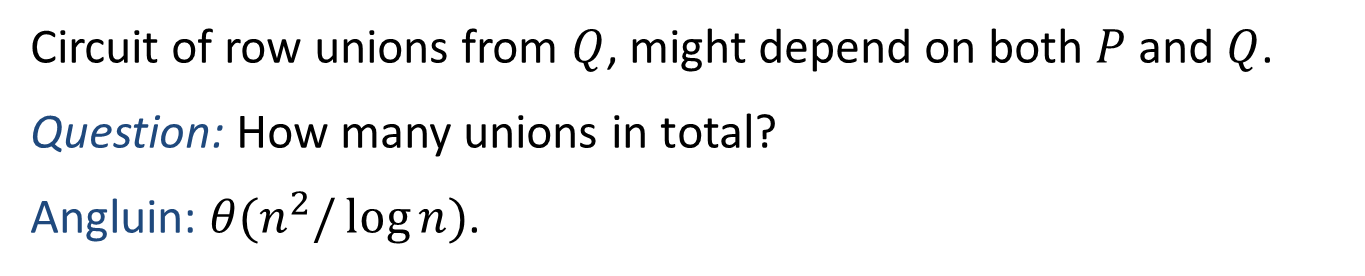 Circuit of row unions from Q, might depend on both P and Q.
Question: How many unions in total?
Angluin: θ(n²/ log n).